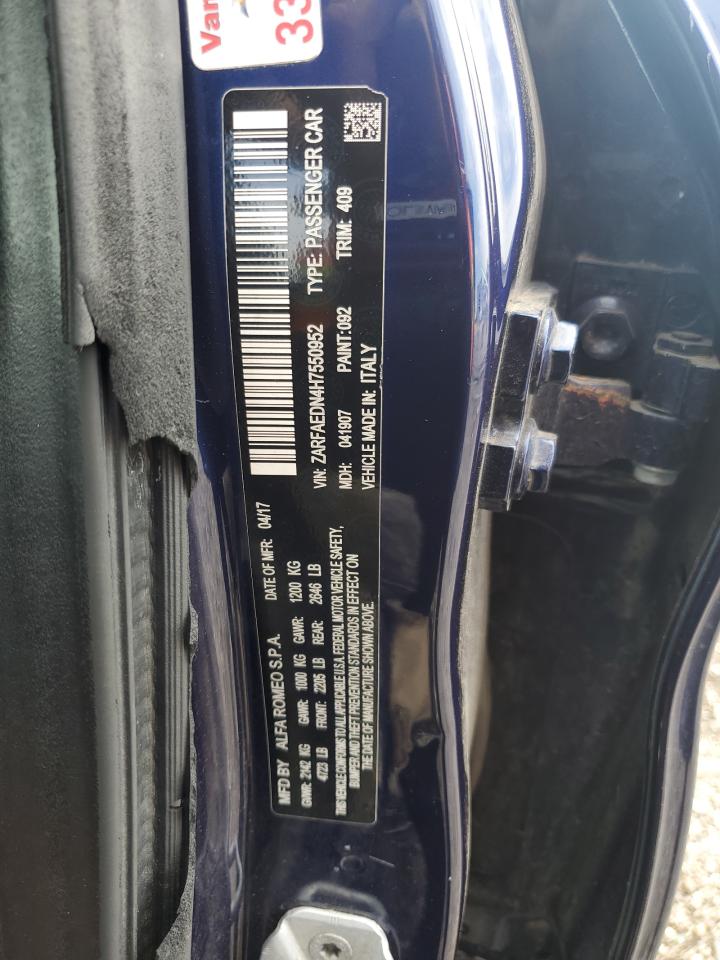 Var
33
MFD BY ALFA ROMEO S.P.A. DATE OF MFR: 04/17
GVWR: 2142 KG GAWR: 1000 KG GAWR: 1200 KG
4723 LB FRONT: 2205 LB REAR: 2646 LB
THIS VEHICLE CONFORMS TO ALL APPLICABLE U.S.A. FEDERAL MOTOR VEHICLE SAFETY,
BUMPER AND THEFT PREVENTION STANDARDS IN EFFECT ON
THE DATE OF MANUFACTURE SHOWN ABOVE.
VIN: ZARFAEDN4H7550952 TYPE: PASSENGER CAR
MDH: 041907 PAINT:092 TRIM: 409
VEHICLE MADE IN: ITALY